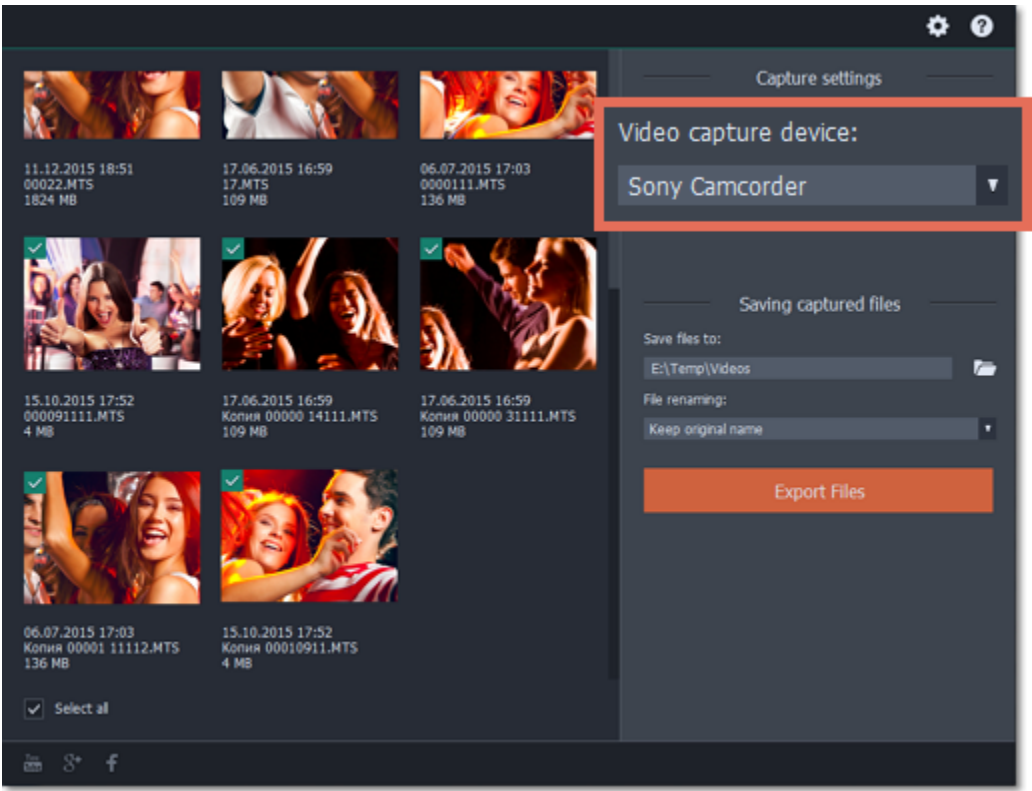 Capture settings
Video capture device:
Sony Camcorder
11.12.2015 18:51
00022.MTS
1824 MB
17.06.2015 16:59
17.MTS
109 MB
06.07.2015 17:03
0000111.MTS
136 MB
15.10.2015 17:52
000091111.MTS
4 MB
17.06.2015 16:59
Копия 00000 14111.MTS
109 MB
17.06.2015 16:59
Копия 00000 31111.MTS
109 MB
06.07.2015 17:03
Копия 00001 11112.MTS
136 MB
15.10.2015 17:52
Копия 00010911.MTS
4 MB
Select all
Saving captured files
Save files to:
E:\Temp\Videos
File renaming:
Keep original name
Export Files
You
Tube
g+
f